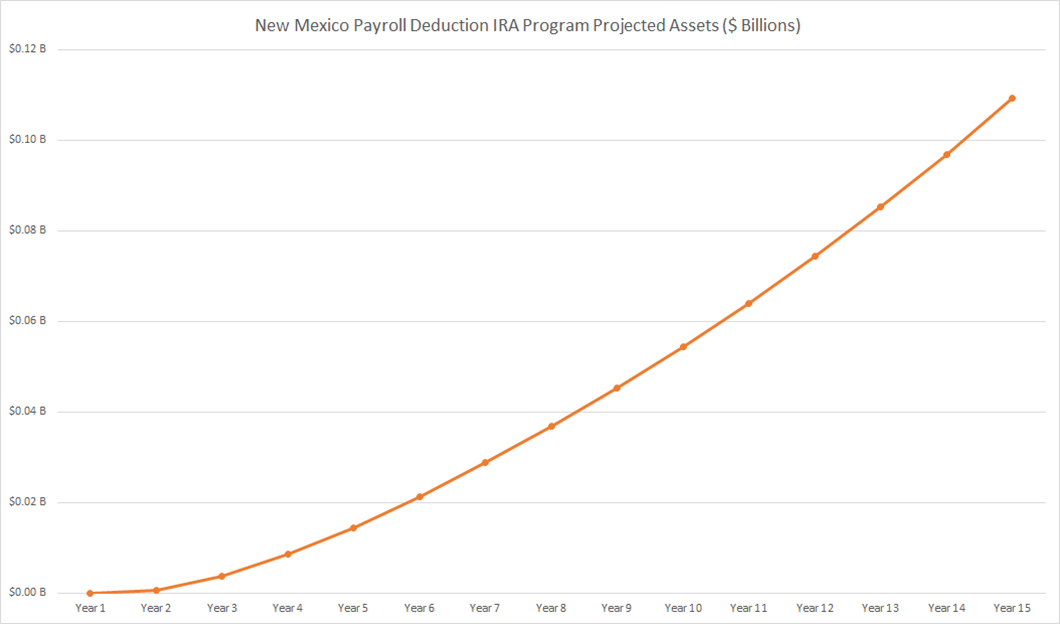 New Mexico Payroll Deduction IRA Program Projected Assets ($ Billions)
$0.12 B
$0.10 B
$0.08 B
$0.06 B
$0.04 B
$0.02 B
$0.00 B
Year 1 Year 2 Year 3 Year 4 Year 5 Year 6 Year 7 Year 8 Year 9 Year 10 Year 11 Year 12 Year 13 Year 14 Year 15